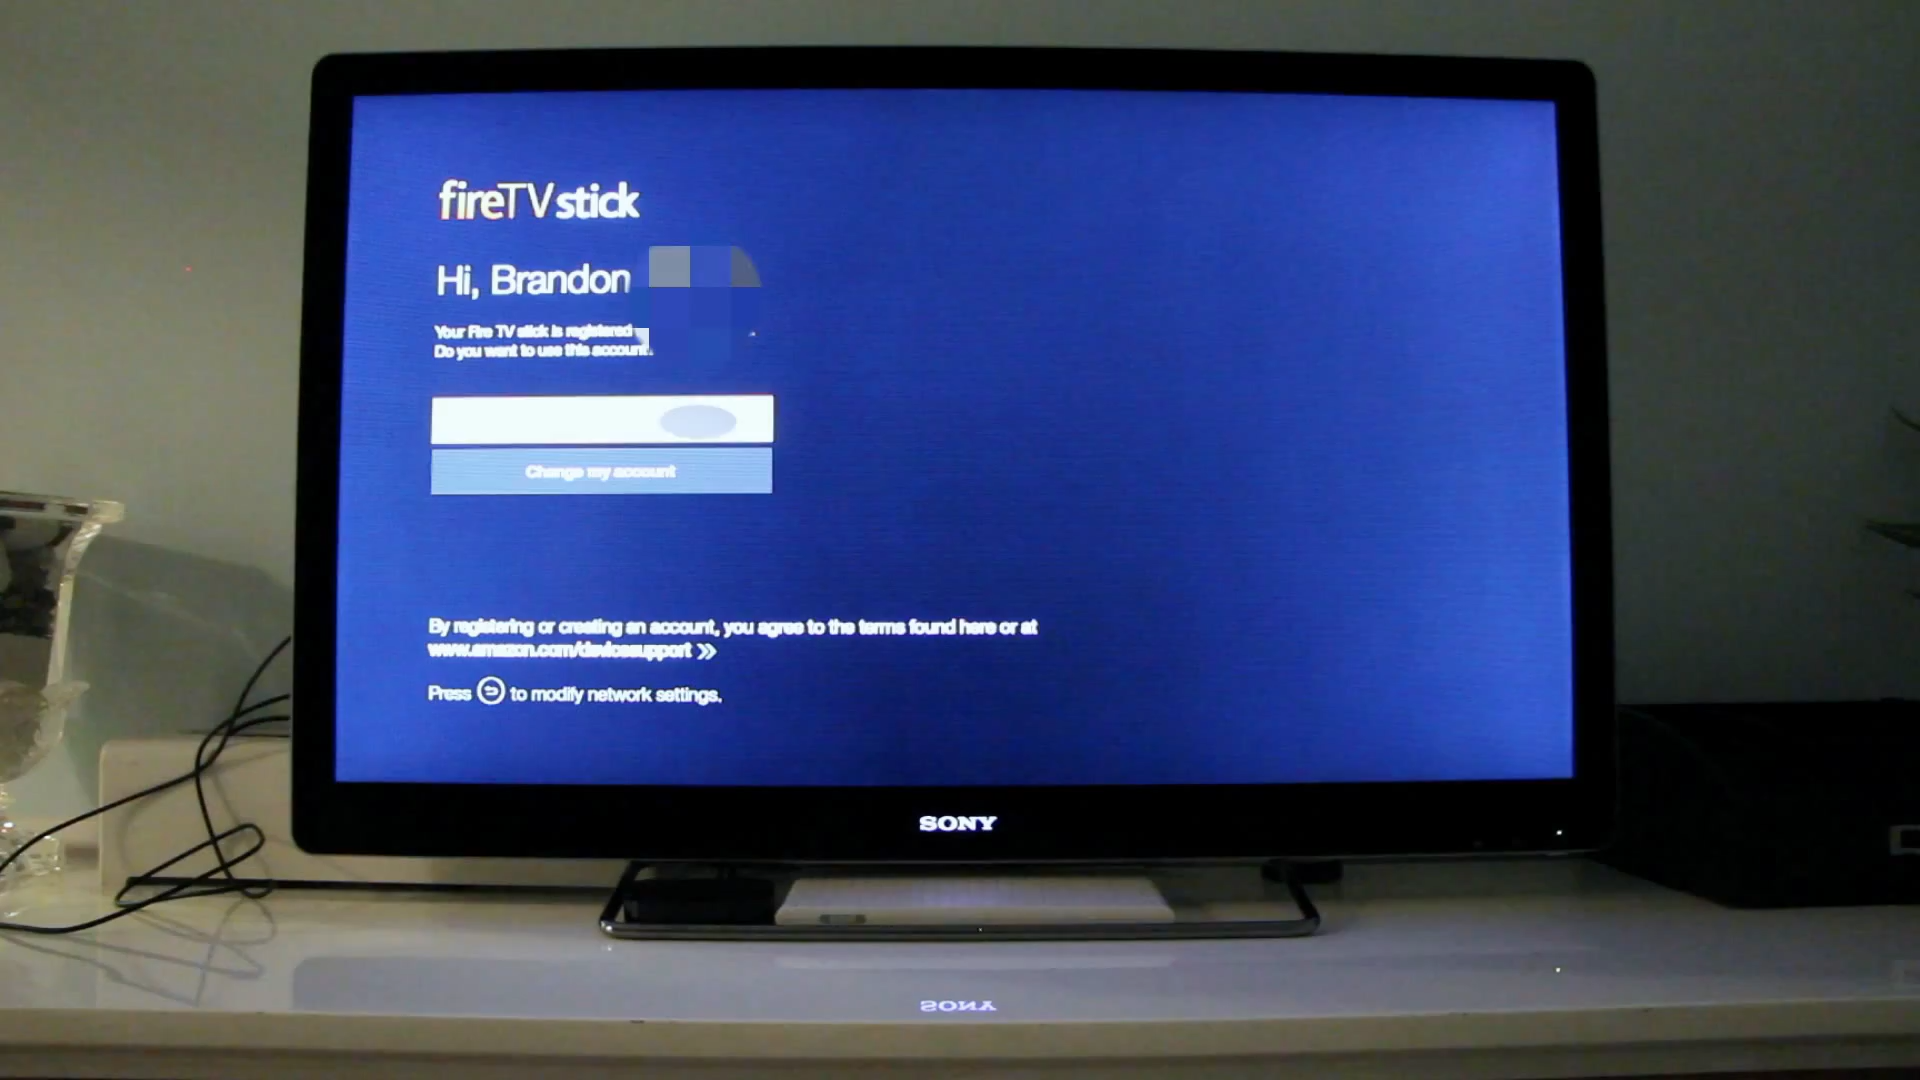 fireTVstick
Hi, Brandon
Your Fire TV stick is registered
Do you want to use this account
Change my account
By registering or creating an account, you agree to the terms found here or at
www.amazon.com/devicesupport >>
Press to modify network settings.
SONY